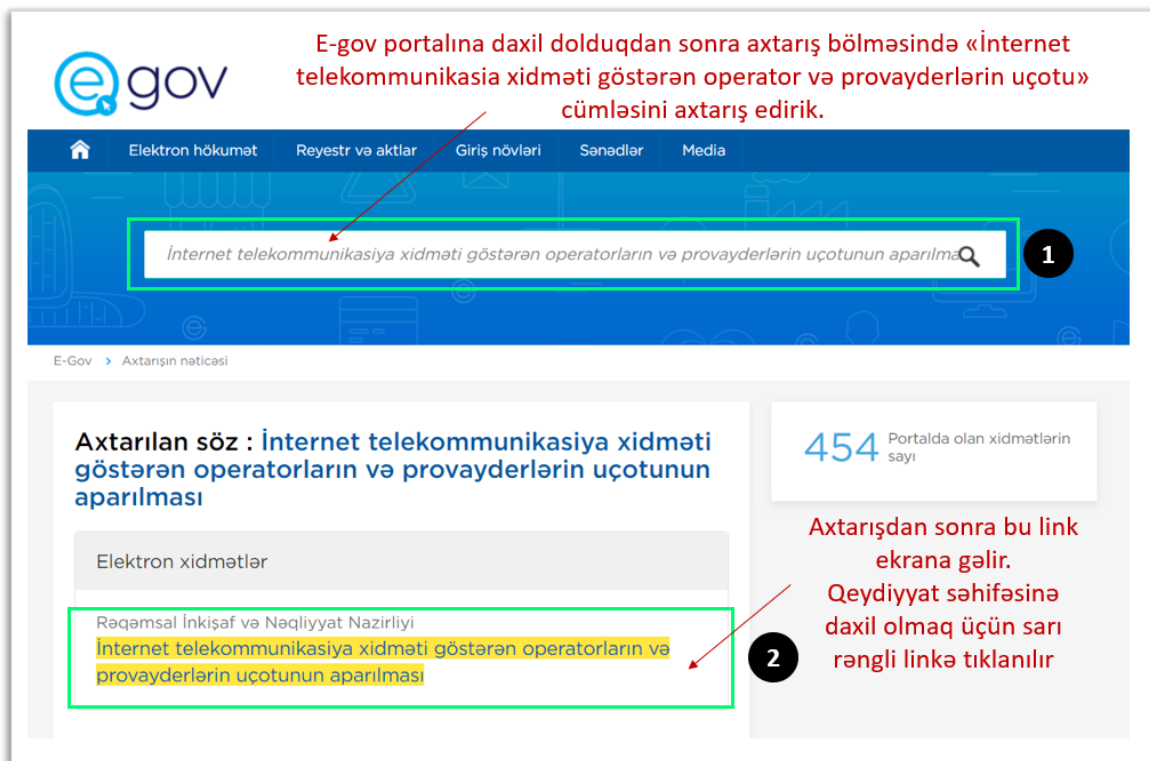 E-gov portalına daxil dolduqdan sonra axtarış bölməsində «İnternet
telekommunikasia xidməti göstərən operator və provayderlərin uçotu»
cümləsini axtarış edirik.
egov
Elektron hökumət Reyestr və aktlar Giriş növləri Sənədlər Media
İnternet telekommunikasiya xidməti göstərən operatorların və provayderlərin uçotunun aparılma
1
E-Gov > Axtarışın nəticəsi
Axtarılan söz : İnternet telekommunikasiya xidməti
göstərən operatorların və provayderlərin uçotunun
aparılması
454 Portalda olan xidmətlərin
sayı
Elektron xidmətlər
Rəqəmsal İnkişaf və Nəqliyyat Nazirliyi
İnternet telekommunikasiya xidməti göstərən operatorların və
provayderlərin uçotunun aparılması
2
Axtarışdan sonra bu link
ekrana gəlir.
Qeydiyyat səhifəsinə
daxil olmaq üçün sarı
rəngli linkə tıklanılır